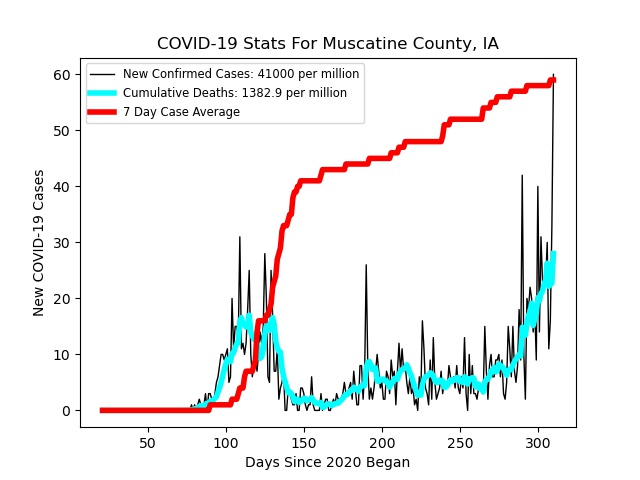 COVID-19 Stats For Muscatine County, IA
New Confirmed Cases: 41000 per million
Cumulative Deaths: 1382.9 per million
7 Day Case Average
New COVID-19 Cases
60
50
40
30
20
10
0
50 100 150 200 250 300
Days Since 2020 Began